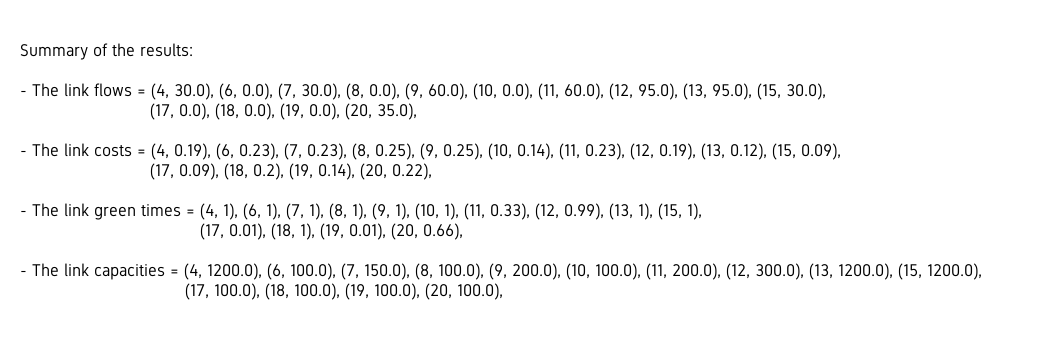 Summary of the results:
- The link flows = (4, 30.0), (6, 0.0), (7, 30.0), (8, 0.0), (9, 60.0), (10, 0.0), (11, 60.0), (12, 95.0), (13, 95.0), (15, 30.0),
(17, 0.0), (18, 0.0), (19, 0.0), (20, 35.0),
- The link costs = (4, 0.19), (6, 0.23), (7, 0.23), (8, 0.25), (9, 0.25), (10, 0.14), (11, 0.23), (12, 0.19), (13, 0.12), (15, 0.09),
(17, 0.09), (18, 0.2), (19, 0.14), (20, 0.22),
- The link green times = (4, 1), (6, 1), (7, 1), (8, 1), (9, 1), (10, 1), (11, 0.33), (12, 0.99), (13, 1), (15, 1),
(17, 0.01), (18, 1), (19, 0.01), (20, 0.66),
- The link capacities = (4, 1200.0), (6, 100.0), (7, 150.0), (8, 100.0), (9, 200.0), (10, 100.0), (11, 200.0), (12, 300.0), (13, 1200.0), (15, 1200.0),
(17, 100.0), (18, 100.0), (19, 100.0), (20, 100.0),